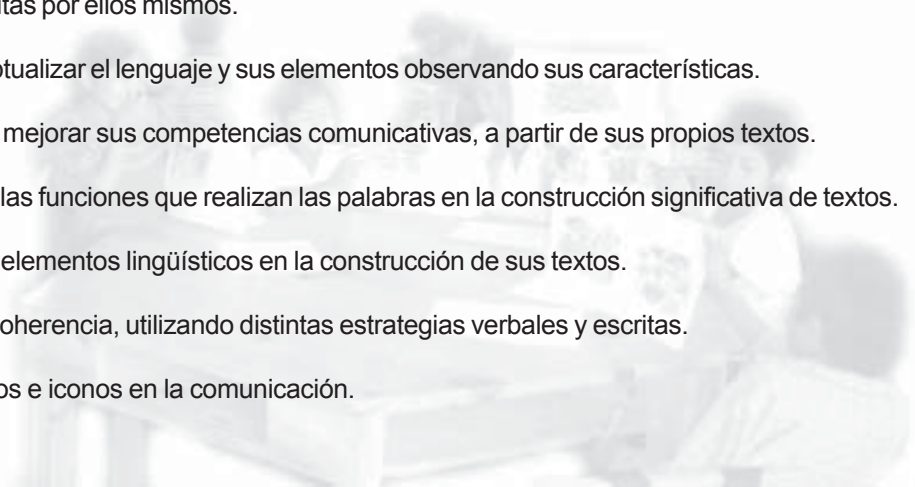 itas por ellos mismos.
ptualizar el lenguaje y sus elementos observando sus características.
mejorar sus competencias comunicativas, a partir de sus propios textos.
las funciones que realizan las palabras en la construcción significativa de textos.
elementos lingüísticos en la construcción de sus textos.
oherencia, utilizando distintas estrategias verbales y escritas.
os e iconos en la comunicación.